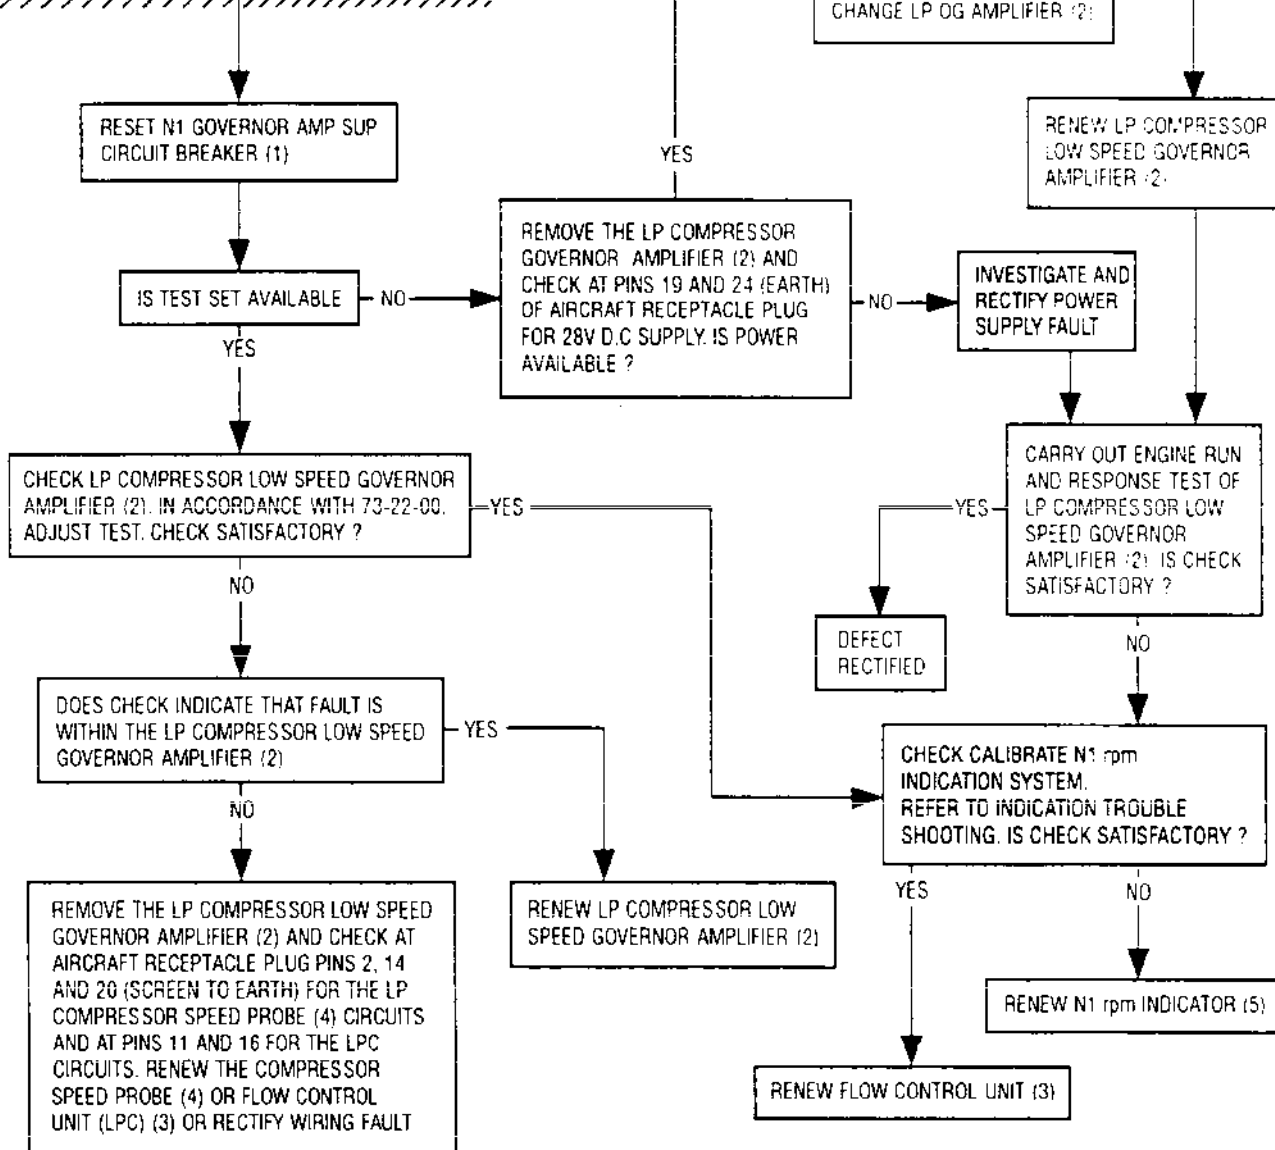 CHANGE LP OG AMPLIFIER (2)
RESET N1 GOVERNOR AMP SUP
CIRCUIT BREAKER (1)
YES
RENEW LP COMPRESSOR
LOW SPEED GOVERNOR
AMPLIFIER (2)
REMOVE THE LP COMPRESSOR
GOVERNOR AMPLIFIER (2) AND
CHECK AT PINS 19 AND 24 (EARTH)
OF AIRCRAFT RECEPTACLE PLUG
FOR 28V D.C SUPPLY. IS POWER
AVAILABLE ?
IS TEST SET AVAILABLE
NO
NO
INVESTIGATE AND
RECTIFY POWER
SUPPLY FAULT
YES
CHECK LP COMPRESSOR LOW SPEED GOVERNOR
AMPLIFIER (2). IN ACCORDANCE WITH 73-22-00.
ADJUST TEST. CHECK SATISFACTORY ?
YES
YES
CARRY OUT ENGINE RUN
AND RESPONSE TEST OF
LP COMPRESSOR LOW
SPEED GOVERNOR
AMPLIFIER (2). IS CHECK
SATISFACTORY ?
NO
DEFECT
RECTIFIED
NO
DOES CHECK INDICATE THAT FAULT IS
WITHIN THE LP COMPRESSOR LOW SPEED
GOVERNOR AMPLIFIER (2)
YES
CHECK CALIBRATE N1 rpm
INDICATION SYSTEM.
REFER TO INDICATION TROUBLE
SHOOTING. IS CHECK SATISFACTORY ?
NO
YES
NO
REMOVE THE LP COMPRESSOR LOW SPEED
GOVERNOR AMPLIFIER (2) AND CHECK AT
AIRCRAFT RECEPTACLE PLUG PINS 2, 14
AND 20 (SCREEN TO EARTH) FOR THE LP
COMPRESSOR SPEED PROBE (4) CIRCUITS
AND AT PINS 11 AND 16 FOR THE LPC
CIRCUITS. RENEW THE COMPRESSOR
SPEED PROBE (4) OR FLOW CONTROL
UNIT (LPC) (3) OR RECTIFY WIRING FAULT
RENEW LP COMPRESSOR LOW
SPEED GOVERNOR AMPLIFIER (2)
RENEW N1 rpm INDICATOR (5)
RENEW FLOW CONTROL UNIT (3)